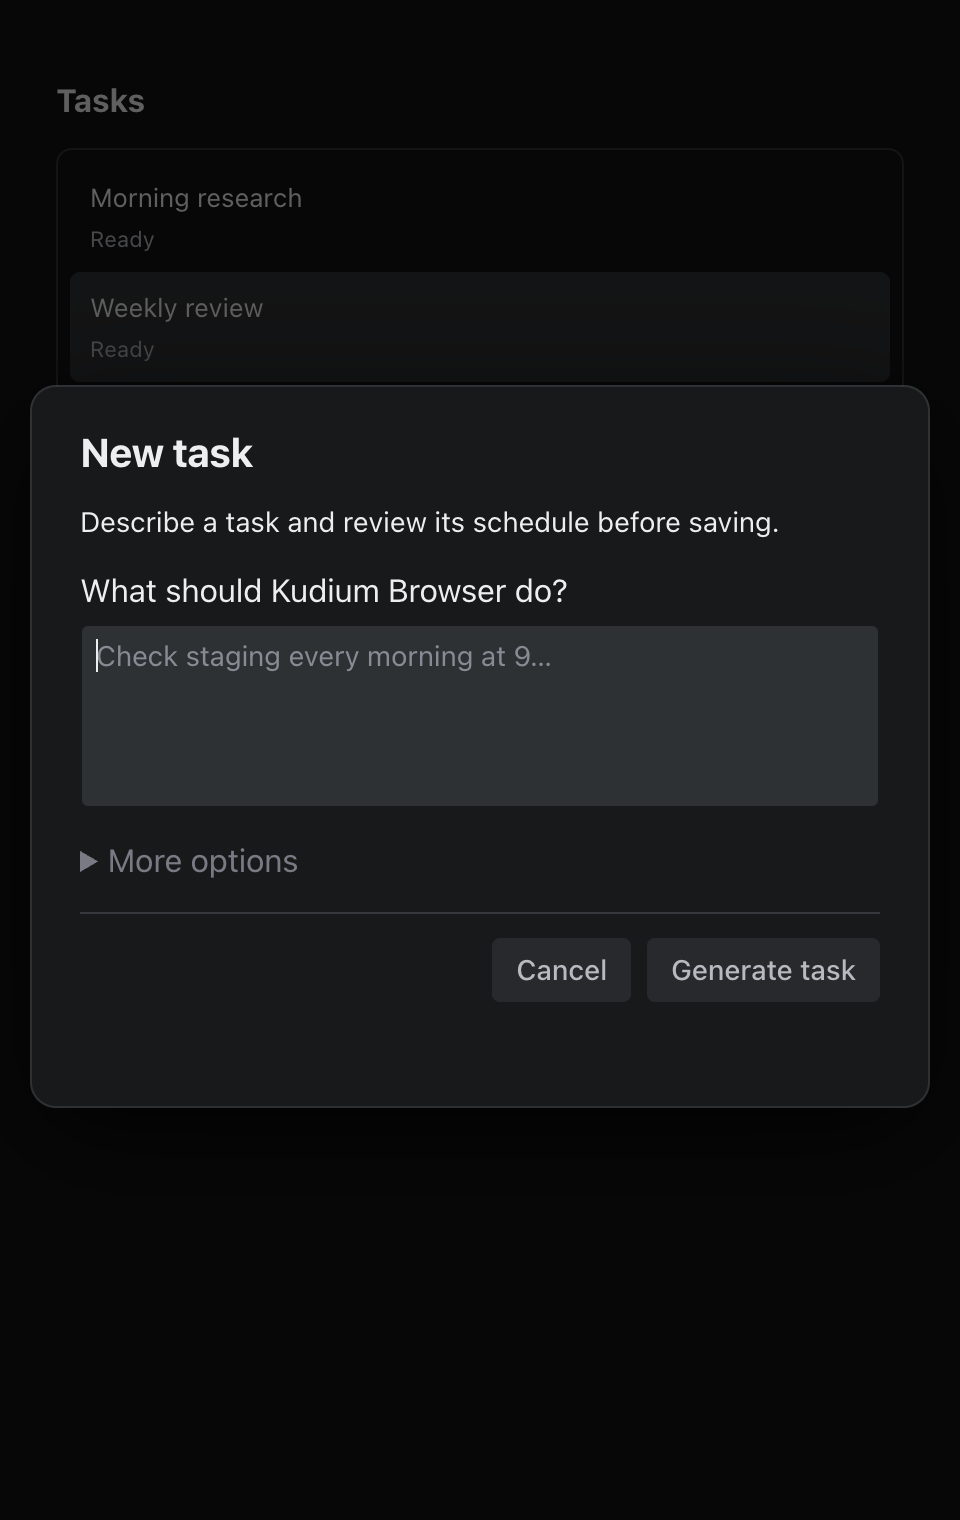 Tasks
Morning research
Ready
Weekly review
Ready
New task
Describe a task and review its schedule before saving.
What should Kudium Browser do?
Check staging every morning at 9...
More options
Cancel
Generate task